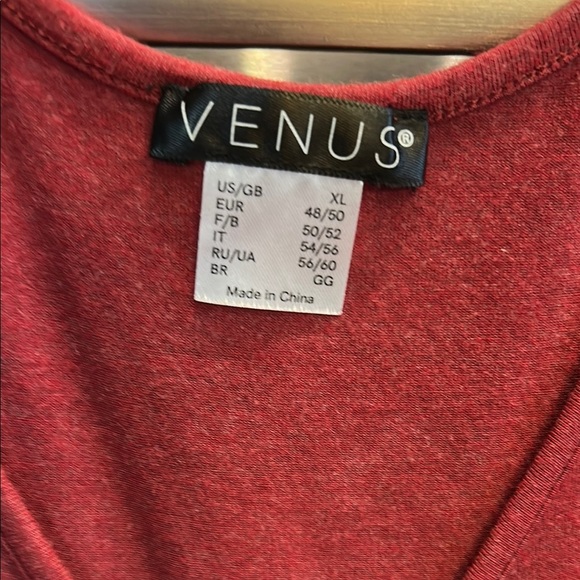 VENUS®
US/GB XL
EUR 48/50
F/B 50/52
IT 54/56
RU/UA 56/60
BR GG
Made in China